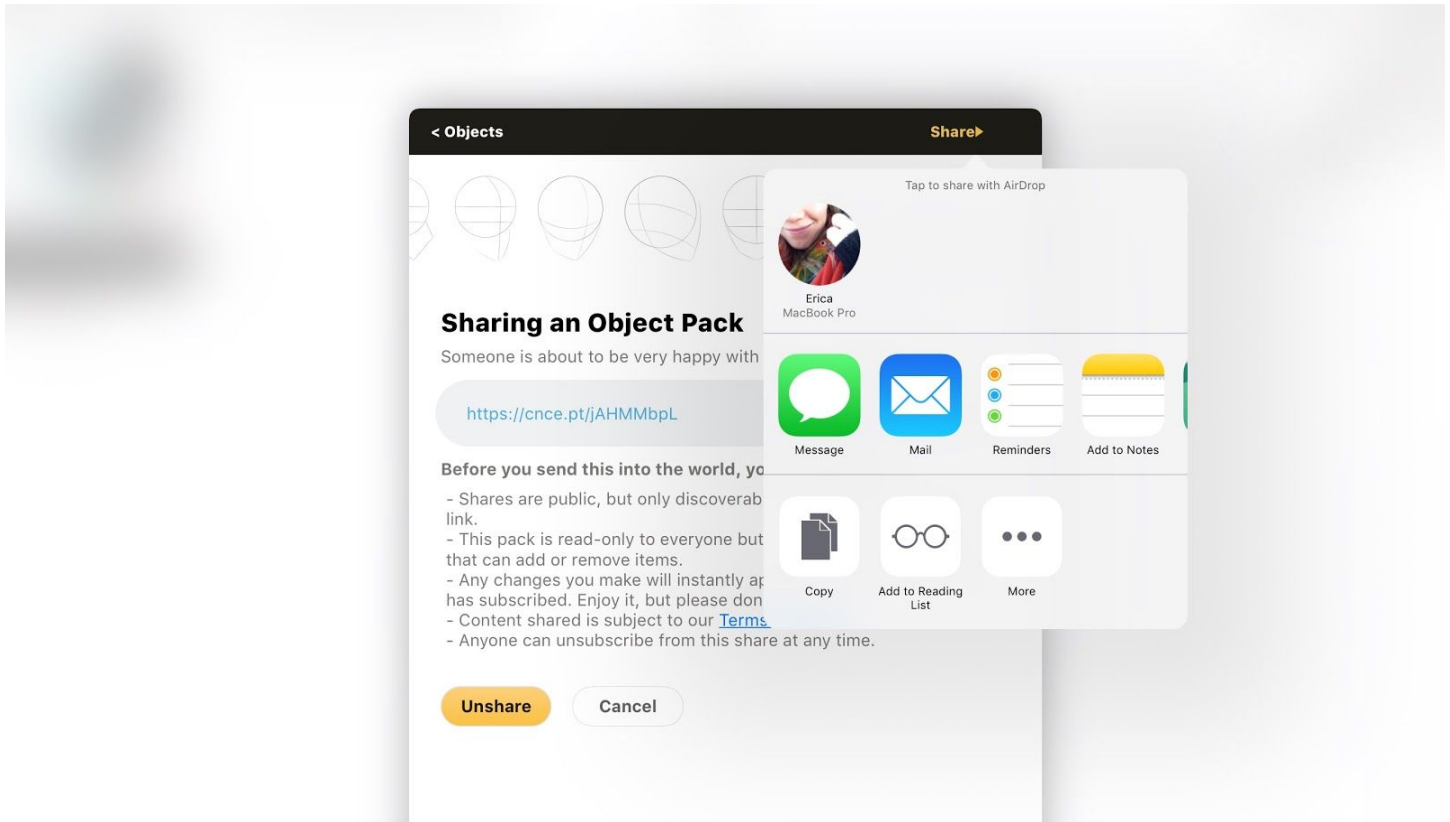 < Objects
Share
Tap to share with AirDrop
Erica
MacBook Pro
Sharing an Object Pack
Someone is about to be very happy with
https://cnce.pt/jAHMMbpL
Message
Mail
Reminders
Add to Notes
Before you send this into the world, yo
- Shares are public, but only discoverab
link.
- This pack is read-only to everyone but
that can add or remove items.
- Any changes you make will instantly ap
has subscribed. Enjoy it, but please don
- Content shared is subject to our Terms
- Anyone can unsubscribe from this share at any time.
Copy
Add to Reading
List
More
Unshare
Cancel